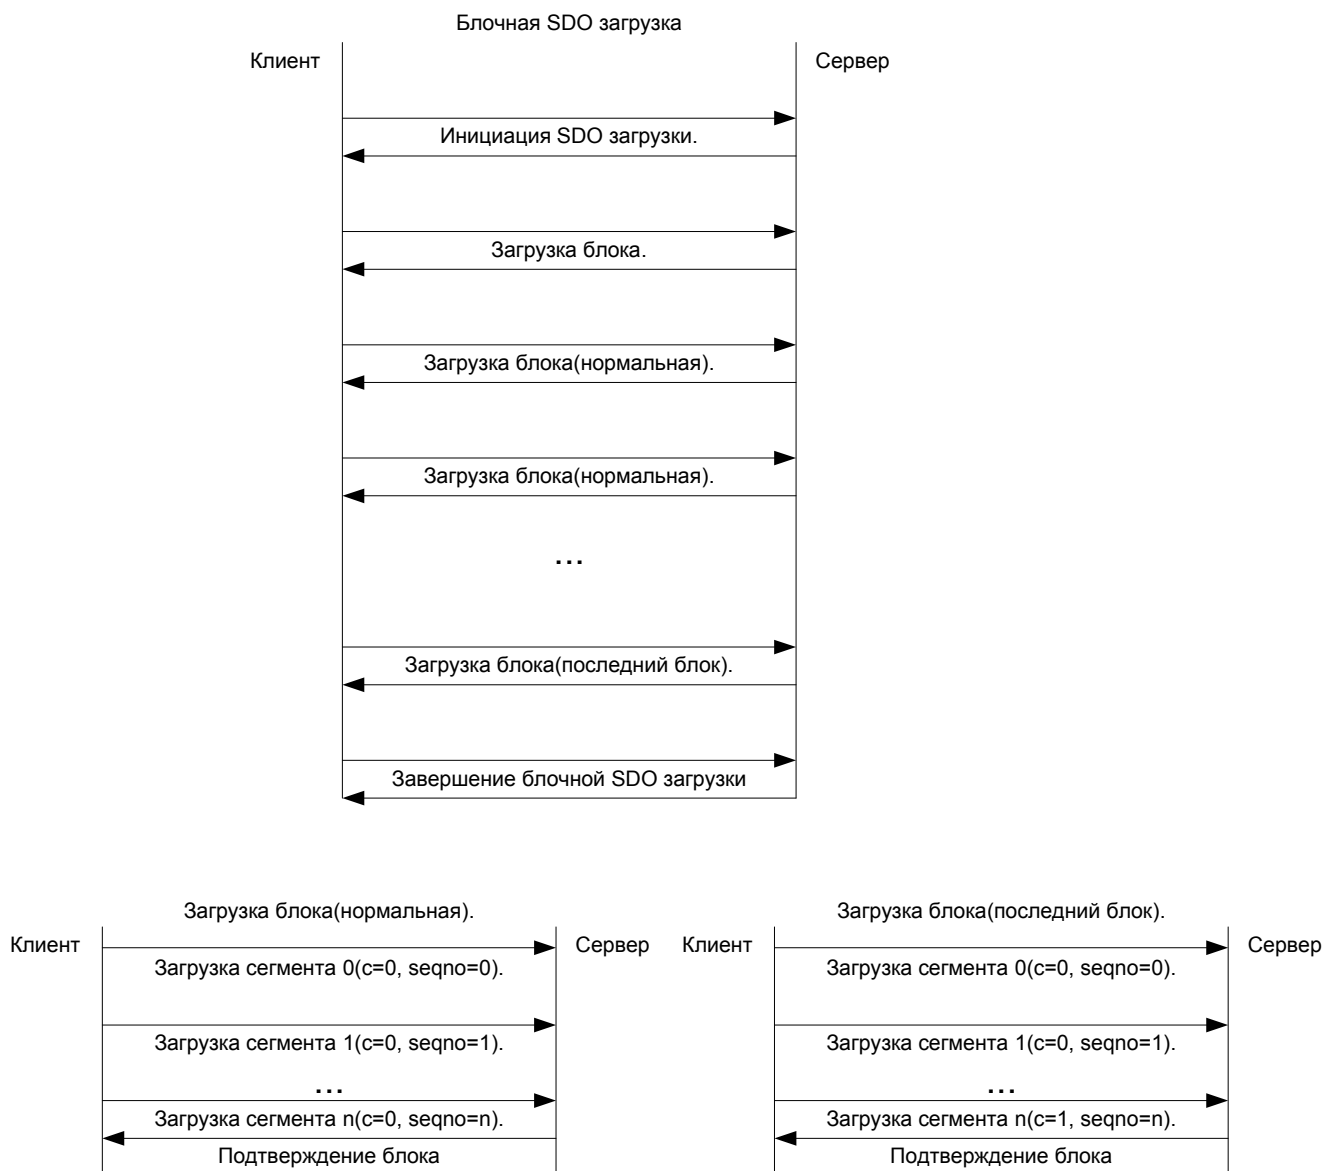 Блочная SDO загрузка
Клиент
Сервер
Инициация SDO загрузки.
Загрузка блока.
Загрузка блока(нормальная).
Загрузка блока(нормальная).
...
Загрузка блока(последний блок).
Завершение блочной SDO загрузки
Загрузка блока(нормальная).
Клиент
Сервер
Загрузка сегмента 0(c=0, seqno=0).
Загрузка сегмента 1(c=0, seqno=1).
...
Загрузка сегмента n(c=0, seqno=n).
Подтверждение блока
Загрузка блока(последний блок).
Клиент
Сервер
Загрузка сегмента 0(c=0, seqno=0).
Загрузка сегмента 1(c=0, seqno=1).
...
Загрузка сегмента n(c=1, seqno=n).
Подтверждение блока